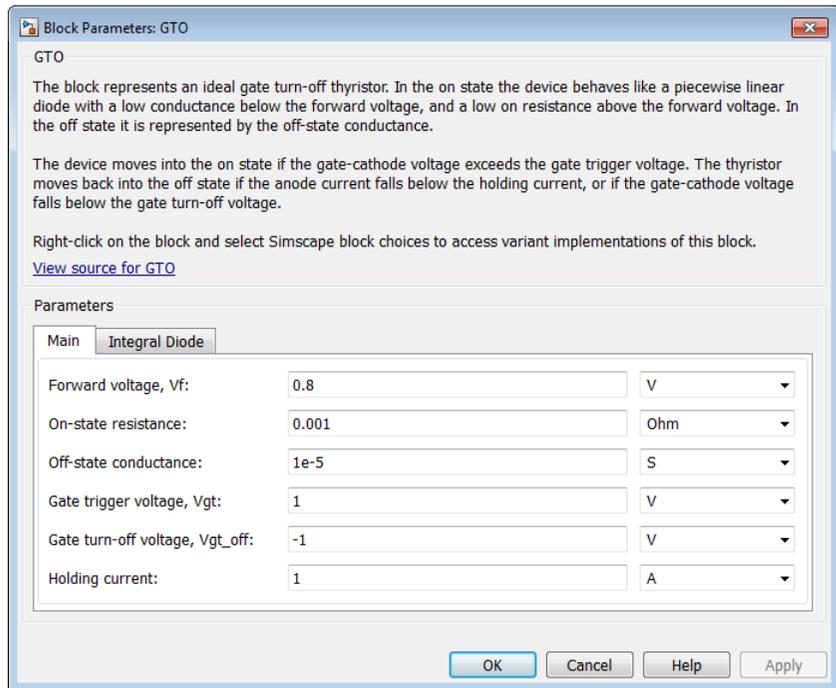 Block Parameters: GTO
GTO
The block represents an ideal gate turn-off thyristor. In the on state the device behaves like a piecewise linear
diode with a low conductance below the forward voltage, and a low on resistance above the forward voltage. In
the off state it is represented by the off-state conductance.
The device moves into the on state if the gate-cathode voltage exceeds the gate trigger voltage. The thyristor
moves back into the off state if the anode current falls below the holding current, or if the gate-cathode voltage
falls below the gate turn-off voltage.
Right-click on the block and select Simscape block choices to access variant implementations of this block.
View source for GTO
Parameters
Main Integral Diode
Forward voltage, Vf: 0.8 V
On-state resistance: 0.001 Ohm
Off-state conductance: 1e-5 S
Gate trigger voltage, Vgt: 1 V
Gate turn-off voltage, Vgt_off: -1 V
Holding current: 1 A
OK Cancel Help Apply